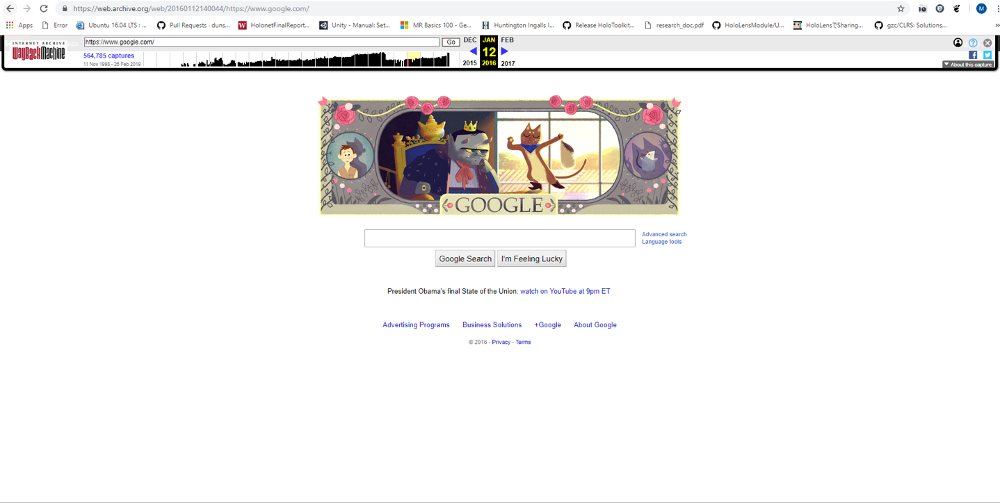 https://web.archive.org/web/20160112140044/https://www.google.com/
M
Apps Error Ubuntu 16.04 LTS : ... Pull Requests · duns... HolonetFinalReport... Unity - Manual: Set... MR Basics 100 - Ge... Huntington Ingalls I... Release HoloToolkit... research_doc.pdf HoloLensModule/U... HoloLensでSharing... gzc/CLRS: Solutions... »
INTERNET ARCHIVE
WayBackMachine
https://www.google.com/ Go
DEC JAN FEB
564,785 captures
12
11 Nov 1998 - 26 Feb 2019
2015 2016 2017
About this capture
GOOGLE
Advanced search
Language tools
Google Search I'm Feeling Lucky
President Obama's final State of the Union: watch on YouTube at 9pm ET
Advertising Programs Business Solutions +Google About Google
© 2016 - Privacy - Terms